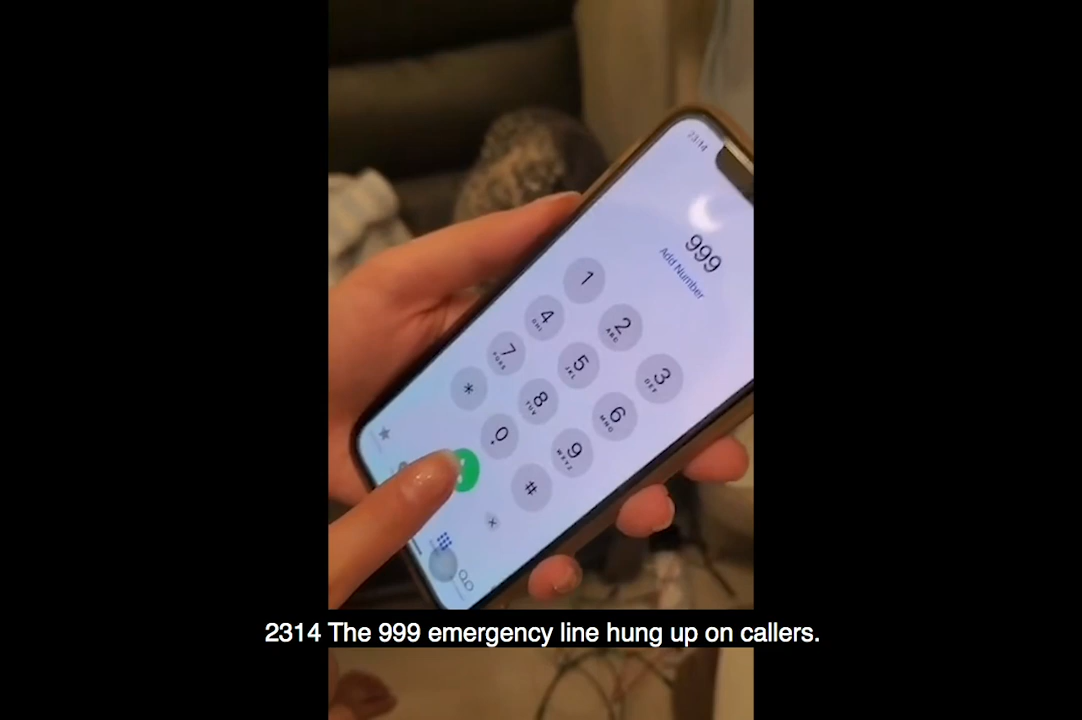 23:14
999
Add Number
1
2
ABC
3
DEF
4
GHI
5
JKL
6
MNO
7
PQRS
8
TUV
9
WXYZ
*
0
#
2314 The 999 emergency line hung up on callers.